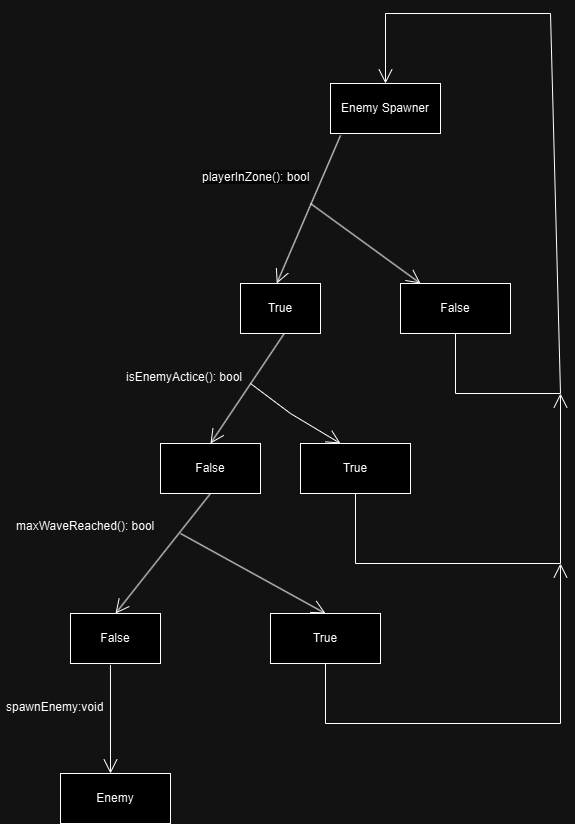 Enemy Spawner
playerInZone(): bool
True
False
isEnemyActice(): bool
False
True
maxWaveReached(): bool
False
True
spawnEnemy:void
Enemy